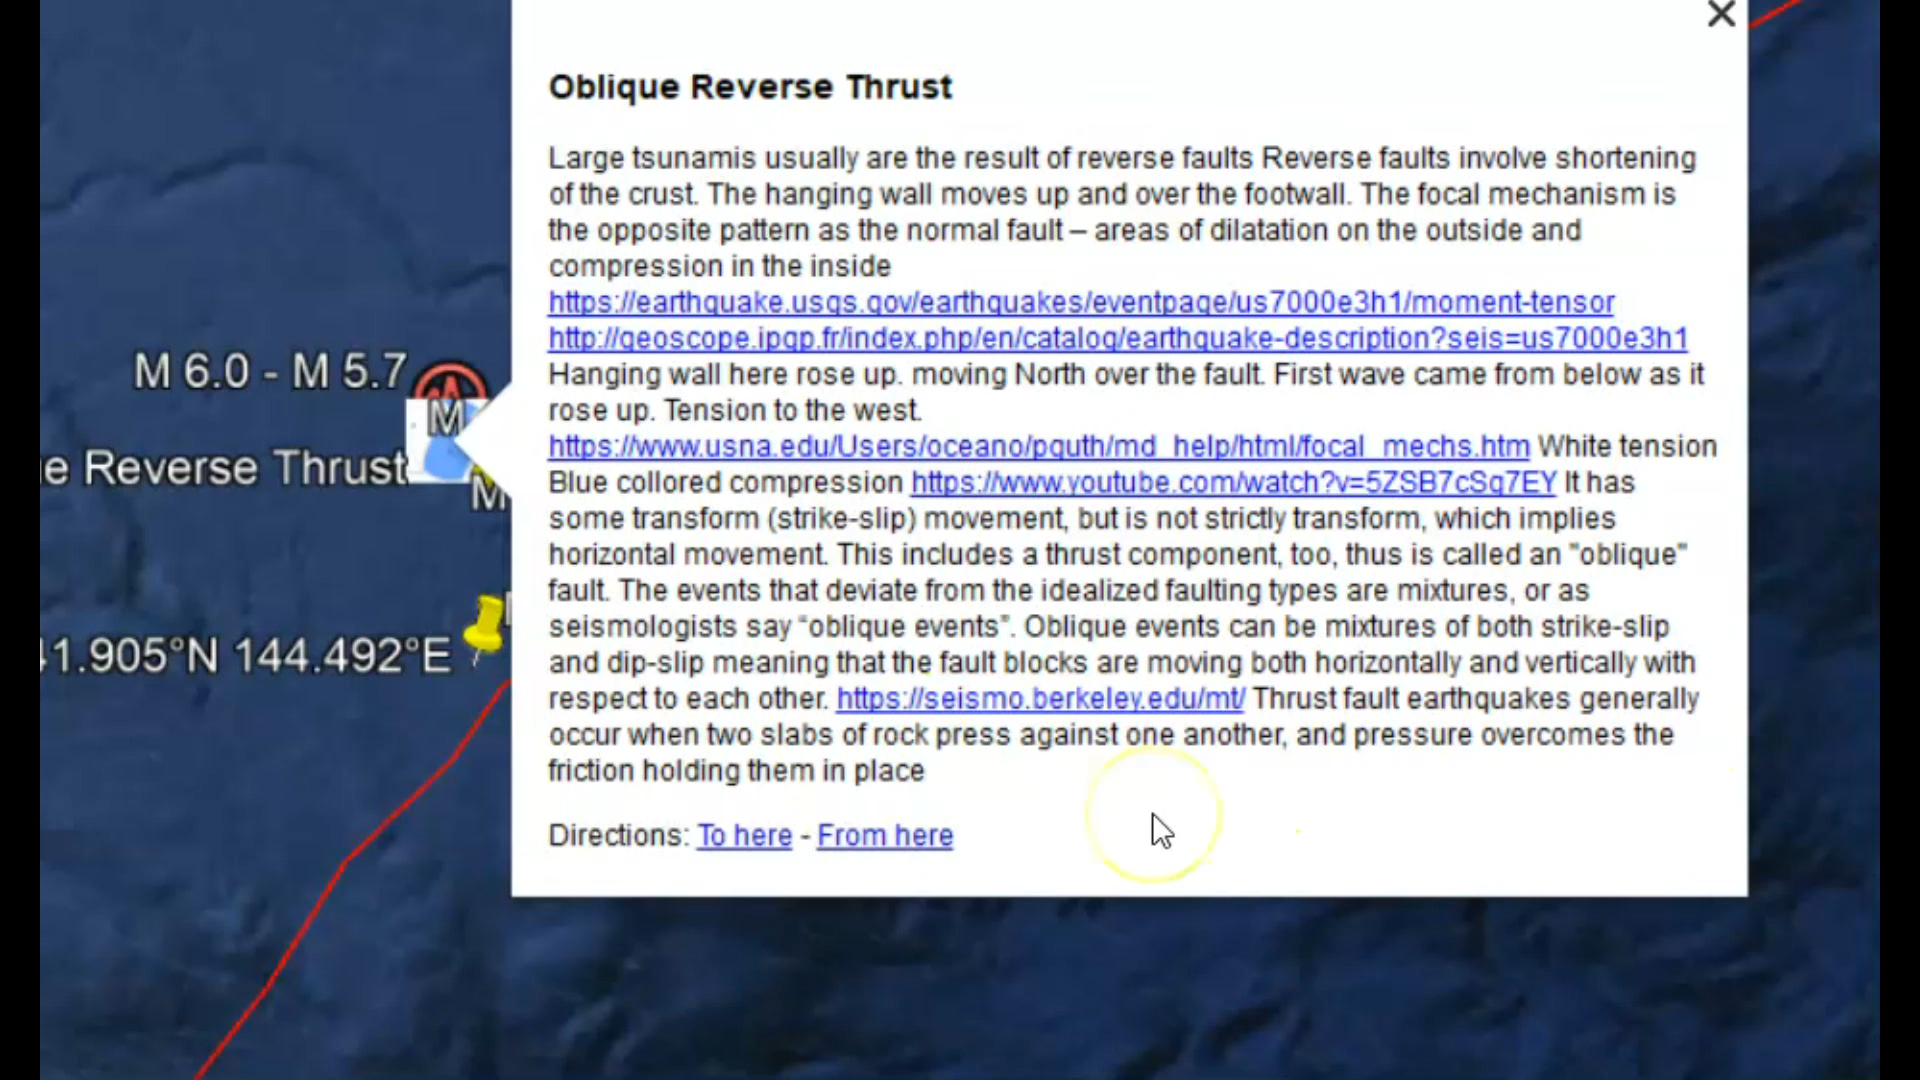 Oblique Reverse Thrust
Large tsunamis usually are the result of reverse faults Reverse faults involve shortening
of the crust. The hanging wall moves up and over the footwall. The focal mechanism is
the opposite pattern as the normal fault – areas of dilatation on the outside and
compression in the inside
https://earthquake.usgs.gov/earthquakes/eventpage/us7000e3h1/moment-tensor
http://geoscope.ipgp.fr/index.php/en/catalog/earthquake-description?seis=us7000e3h1
Hanging wall here rose up. moving North over the fault. First wave came from below as it
rose up. Tension to the west.
https://www.usna.edu/Users/oceano/pguth/md_help/html/focal_mechs.htm White tension
Blue collored compression https://www.youtube.com/watch?v=5ZSB7cSq7EY It has
some transform (strike-slip) movement, but is not strictly transform, which implies
horizontal movement. This includes a thrust component, too, thus is called an "oblique"
fault. The events that deviate from the idealized faulting types are mixtures, or as
seismologists say “oblique events”. Oblique events can be mixtures of both strike-slip
and dip-slip meaning that the fault blocks are moving both horizontally and vertically with
respect to each other. https://seismo.berkeley.edu/mt/ Thrust fault earthquakes generally
occur when two slabs of rock press against one another, and pressure overcomes the
friction holding them in place
Directions: To here - From here
M 6.0 - M 5.7
M
e Reverse Thrust
M
1.905°N 144.492°E